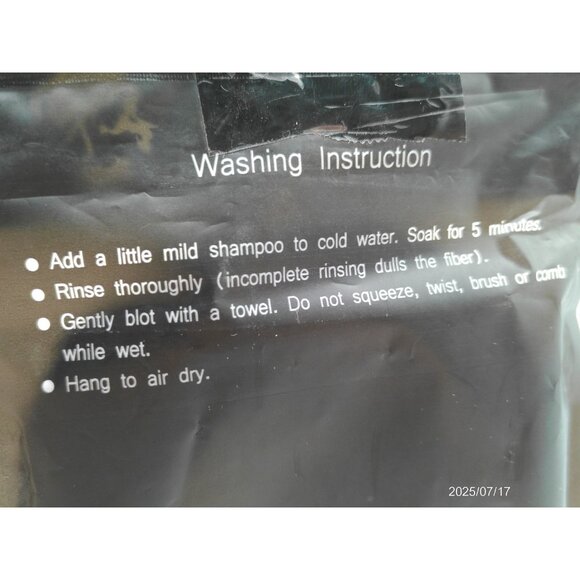 Washing Instruction
● Add a little mild shampoo to cold water. Soak for 5 minutes.
● Rinse thoroughly (incomplete rinsing dulls the fiber).
● Gently blot with a towel. Do not squeeze, twist, brush or comb
while wet.
● Hang to air dry.
2025/07/17